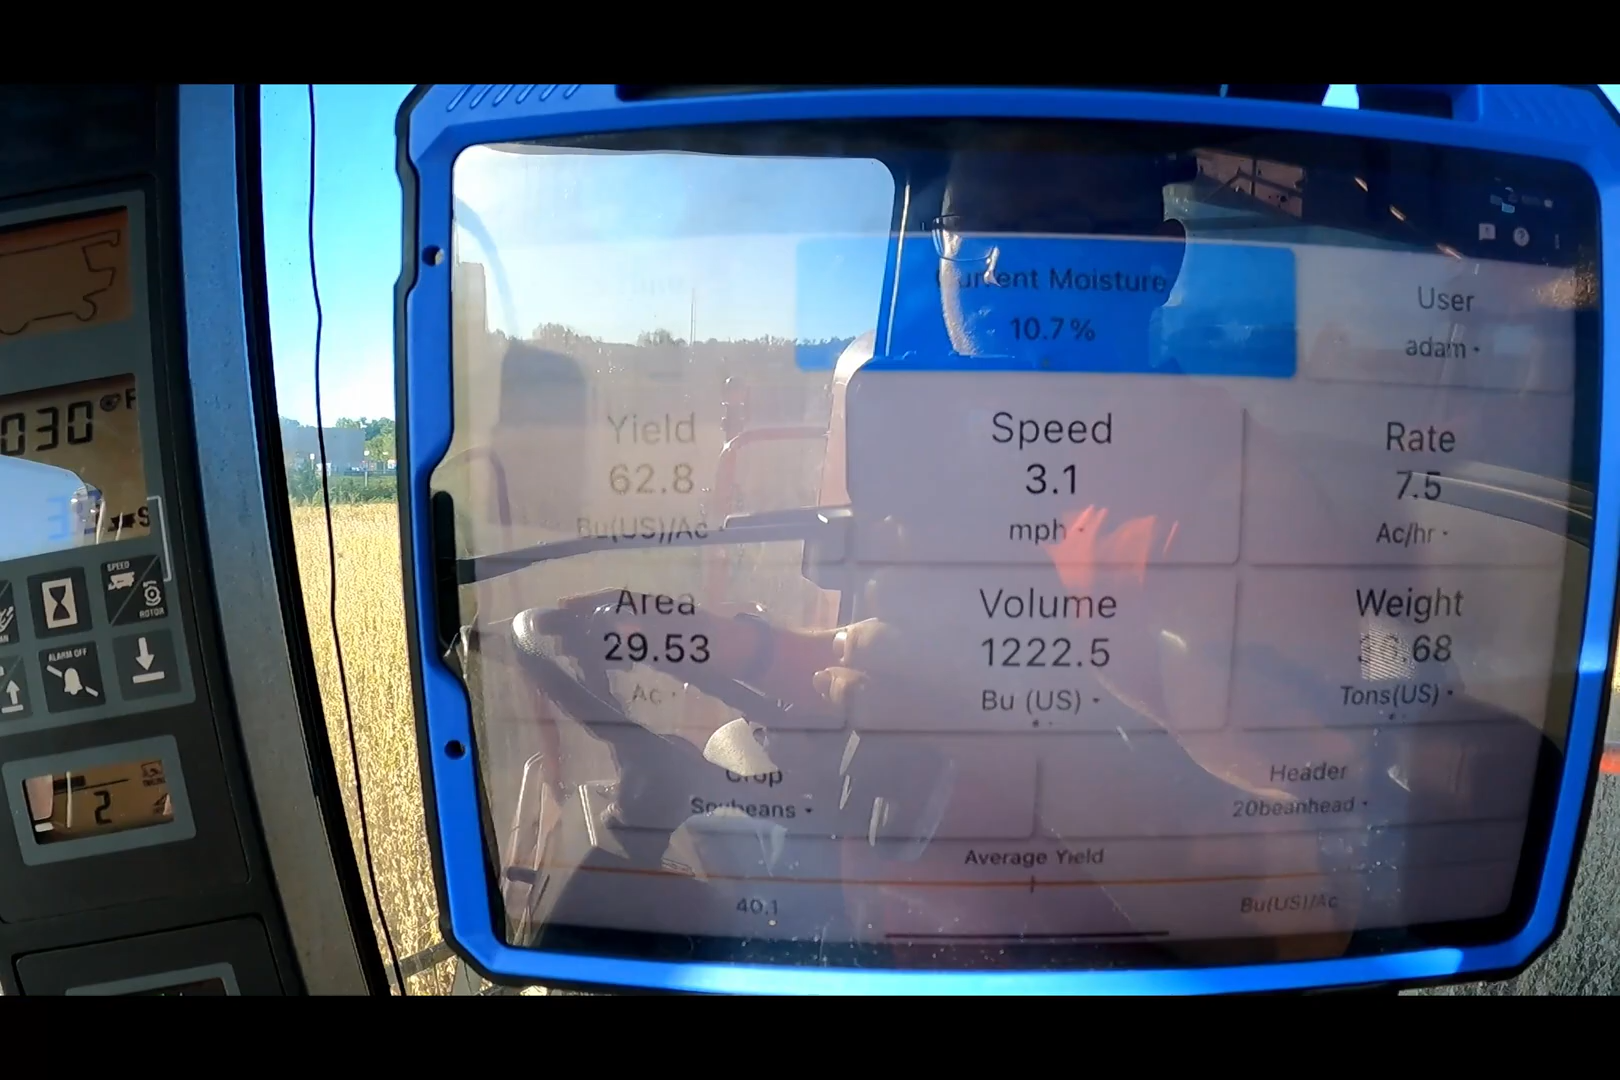 Current Moisture
10.7%
User
adam
Yield
62.8
Bu(US)/Ac
Speed
3.1
mph
Rate
7.5
Ac/hr
Area
29.53
Ac
Volume
1222.5
Bu (US)
Weight
Tons(US)
Crop
Soybeans
Header
20beanhead
Average Yield
40.1
Bu(US)/Ac
030
SPEED
ROTOR
ALARM OFF
2